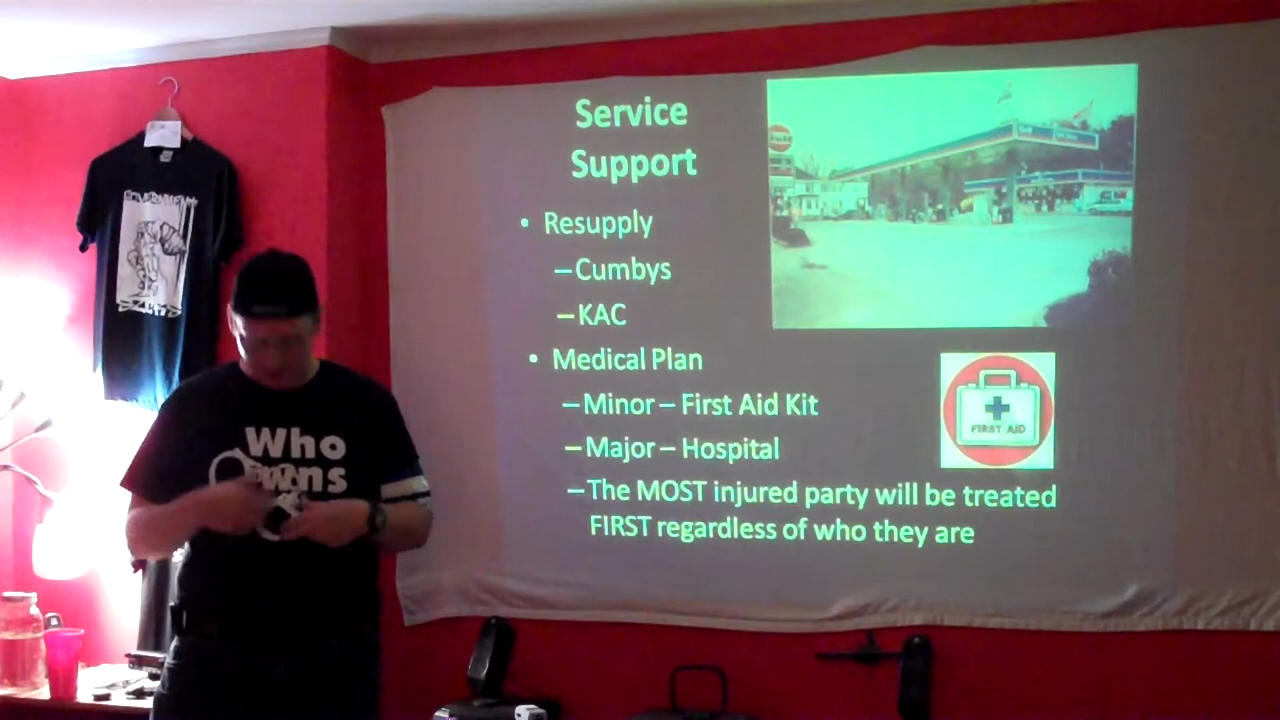 Service
Support
• Resupply
–Cumbys
–KAC
• Medical Plan
–Minor – First Aid Kit
–Major – Hospital
–The MOST injured party will be treated
FIRST regardless of who they are
FIRST AID
Who